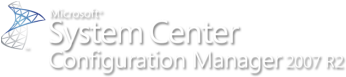 Microsoft®
System Center
Configuration Manager 2007 R2